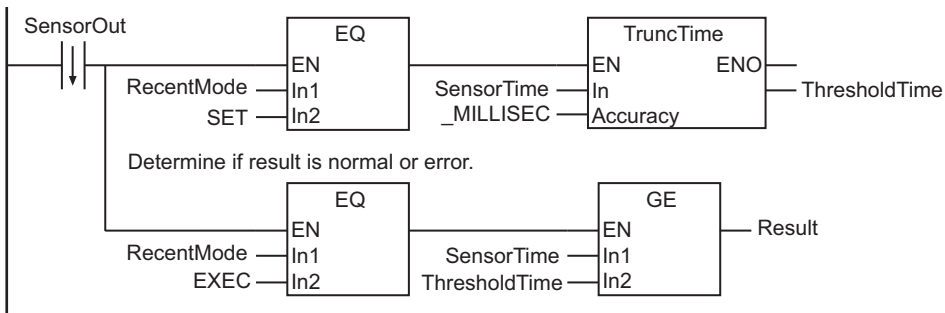 SensorOut
EQ
TruncTime
EN
EN ENO
RecentMode In1
SensorTime In
ThresholdTime
SET In2
_MILLISEC Accuracy
Determine if result is normal or error.
EQ
GE
EN
EN
Result
RecentMode In1
SensorTime In1
EXEC In2
ThresholdTime In2